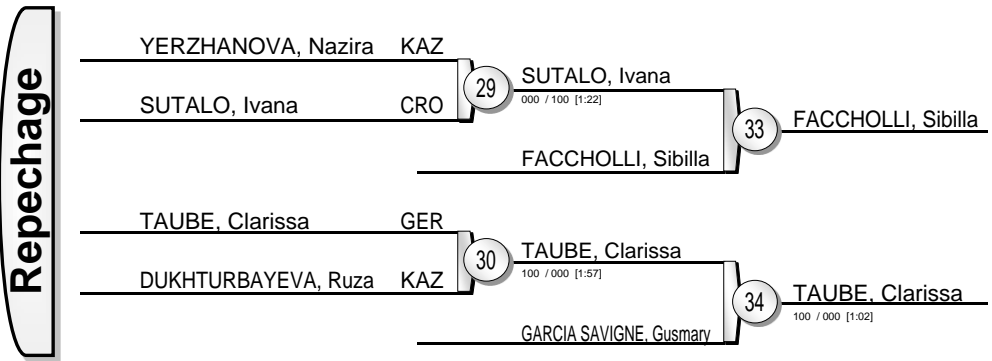 Repechage
YERZHANOVA, Nazira KAZ
SUTALO, Ivana CRO
29
SUTALO, Ivana
000 / 100 [1:22]
FACCHOLLI, Sibilla
33
FACCHOLLI, Sibilla
TAUBE, Clarissa GER
DUKHTURBAYEVA, Ruza KAZ
30
TAUBE, Clarissa
100 / 000 [1:57]
GARCIA SAVIGNE, Gusmary
34
TAUBE, Clarissa
100 / 000 [1:02]